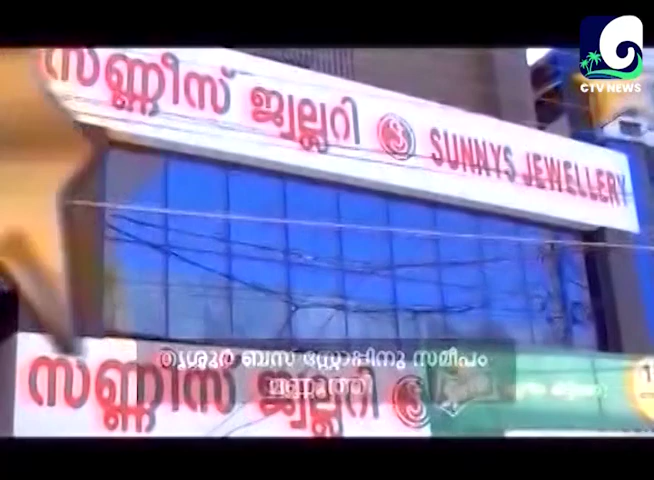 CTV NEWS
സണ്ണീസ് ജ്വല്ലറി S SUNNYS JEWELLERY
തൃശ്ശൂർ ബസ് സ്റ്റോപ്പിനു സമീപം
മണ്ണുത്തി
സണ്ണീസ് ജ്വല്ലറി